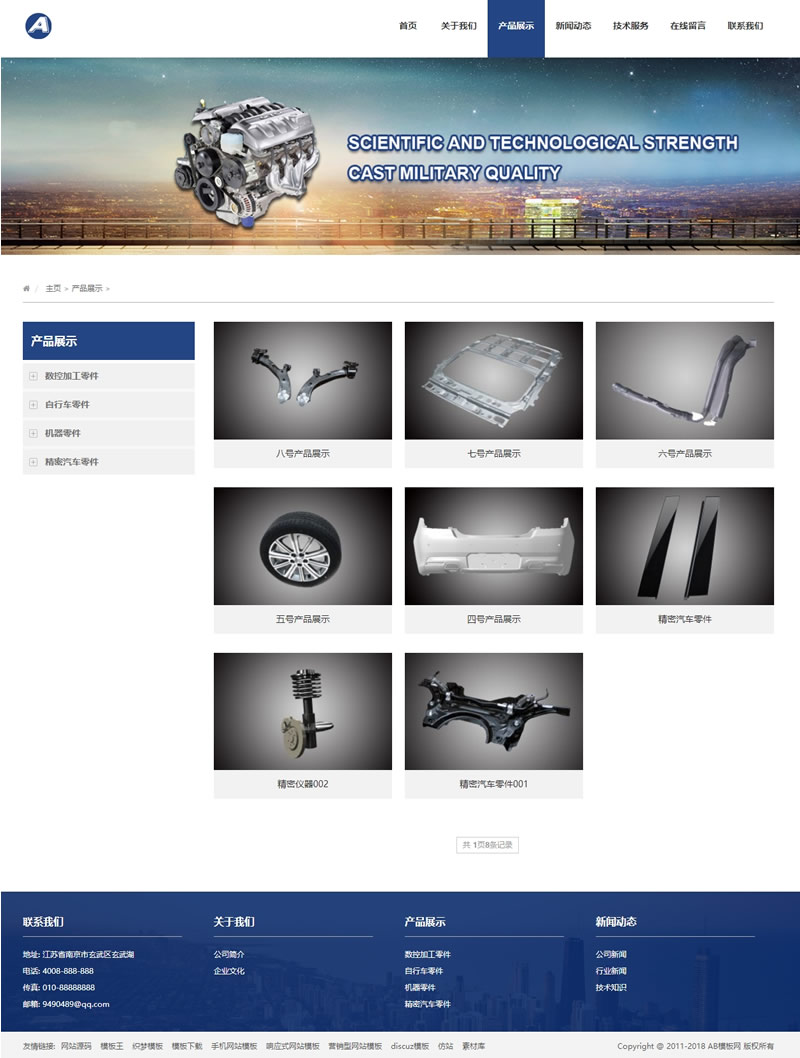 A
首页 关于我们 产品展示 新闻动态 技术服务 在线留言 联系我们
SCIENTIFIC AND TECHNOLOGICAL STRENGTH
CAST MILITARY QUALITY
/ 主页 > 产品展示 >
产品展示
数控加工零件
自行车零件
机器零件
精密汽车零件
八号产品展示 七号产品展示 六号产品展示
五号产品展示 四号产品展示 精密汽车零件
精密仪器002 精密汽车零件001
共 1页8条记录
联系我们 关于我们 产品展示 新闻动态
地址: 江苏省南京市玄武区玄武湖 公司简介 数控加工零件 公司新闻
电话: 4008-888-888 企业文化 自行车零件 行业新闻
传真: 010-88888888 机器零件 技术知识
邮箱: 9490489@qq.com 精密汽车零件
友情链接: 网站源码 模板王 织梦模板 模板下载 手机网站模板 响应式网站模板 营销型网站模板 discuz模板 仿站 素材库 Copyright @ 2011-2018 AB模板网 版权所有